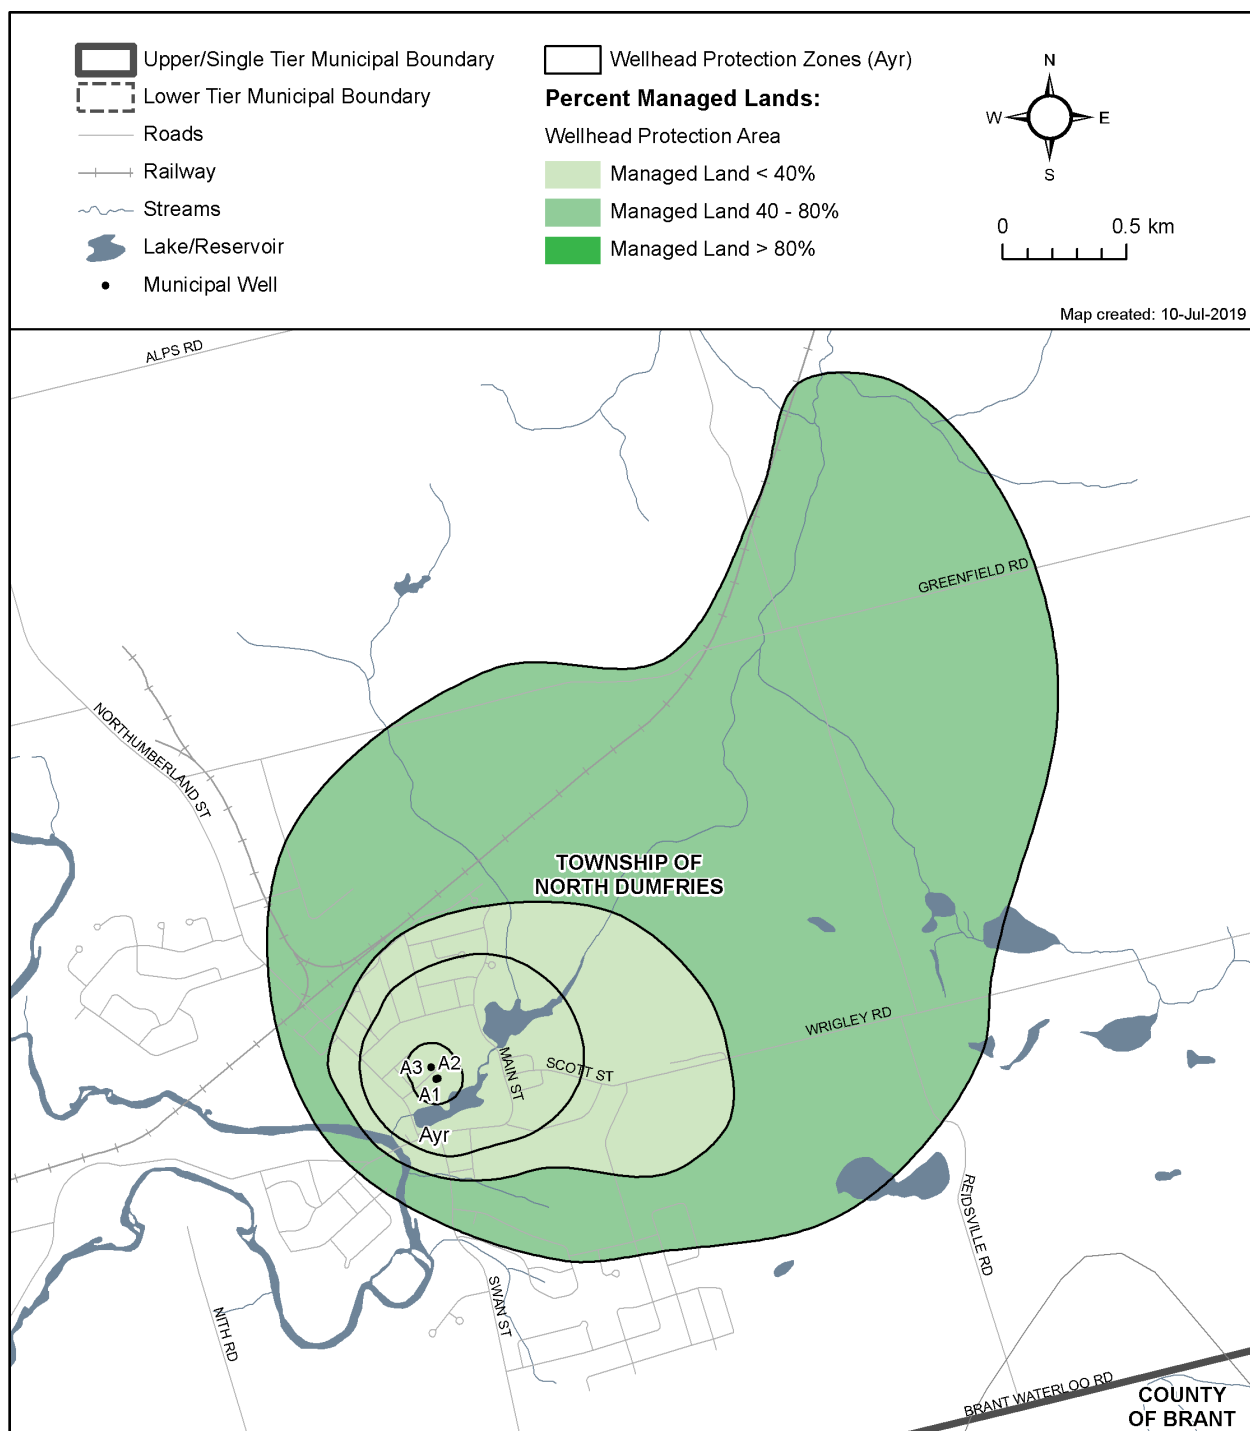 Upper/Single Tier Municipal Boundary
Lower Tier Municipal Boundary
Roads
Railway
Streams
Lake/Reservoir
Municipal Well
Wellhead Protection Zones (Ayr)
Percent Managed Lands:
Wellhead Protection Area
Managed Land < 40%
Managed Land 40 - 80%
Managed Land > 80%
N
W
E
S
0
0.5 km
Map created: 10-Jul-2019
ALPS RD
GREENFIELD RD
NORTHUMBERLAND ST
TOWNSHIP OF
NORTH DUMFRIES
WRIGLEY RD
MAIN ST
SCOTT ST
A3
A2
A1
Ayr
REIDSVILLE RD
SWAN ST
NITH RD
BRANT WATERLOO RD
COUNTY
OF BRANT